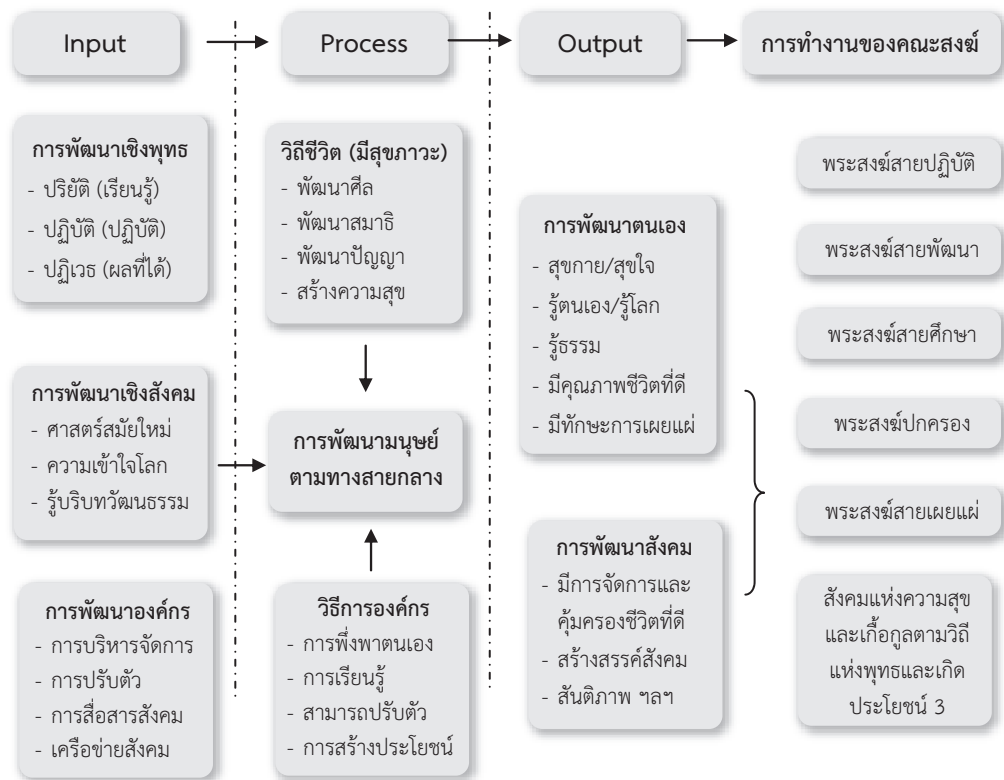 Input
Process
Output
การทำงานของคณะสงฆ์
การพัฒนาเชิงพุทธ
- ปริยัติ (เรียนรู้)
- ปฏิบัติ (ปฏิบัติ)
- ปฏิเวธ (ผลที่ได้)
การพัฒนาเชิงสังคม
- ศาสตร์สมัยใหม่
- ความเข้าใจโลก
- รู้บริบทวัฒนธรรม
การพัฒนาองค์กร
- การบริหารจัดการ
- การปรับตัว
- การสื่อสารสังคม
- เครือข่ายสังคม
วิถีชีวิต (มีสุขภาวะ)
- พัฒนาศีล
- พัฒนาสมาธิ
- พัฒนาปัญญา
- สร้างความสุข
การพัฒนามนุษย์
ตามทางสายกลาง
วิธีการองค์กร
- การพึ่งพาตนเอง
- การเรียนรู้
- สามารถปรับตัว
- การสร้างประโยชน์
การพัฒนาตนเอง
- สุขกาย/สุขใจ
- รู้ตนเอง/รู้โลก
- รู้ธรรม
- มีคุณภาพชีวิตที่ดี
- มีทักษะการเผยแผ่
การพัฒนาสังคม
- มีการจัดการและ
คุ้มครองชีวิตที่ดี
- สร้างสรรค์สังคม
- สันติภาพ ฯลฯ
พระสงฆ์สายปฏิบัติ
พระสงฆ์สายพัฒนา
พระสงฆ์สายศึกษา
พระสงฆ์ปกครอง
พระสงฆ์สายเผยแผ่
สังคมแห่งความสุข
และเกื้อกูลตามวิถี
แห่งพุทธและเกิด
ประโยชน์ 3